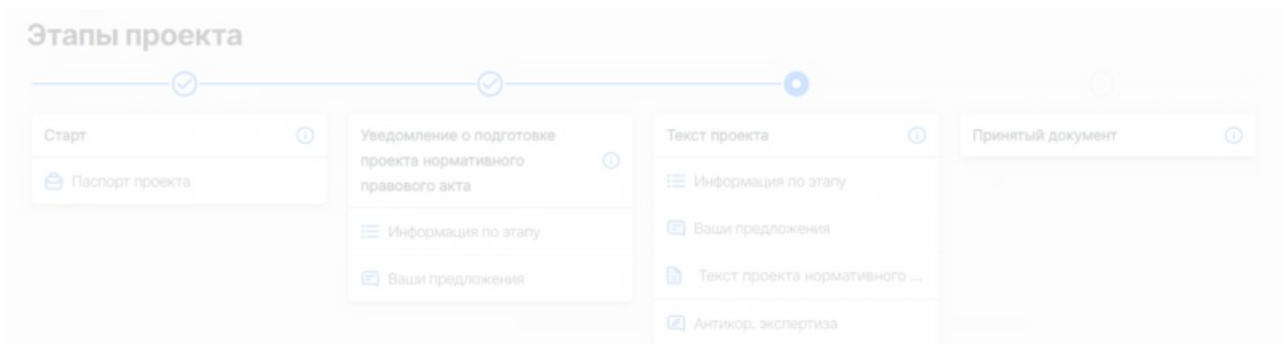 Этапы проекта
Старт
Паспорт проекта
Уведомление о подготовке
проекта нормативного
правового акта
Информация по этапу
Ваши предложения
Текст проекта
Информация по этапу
Ваши предложения
Текст проекта нормативного ...
Антикор. экспертиза
Принятый документ